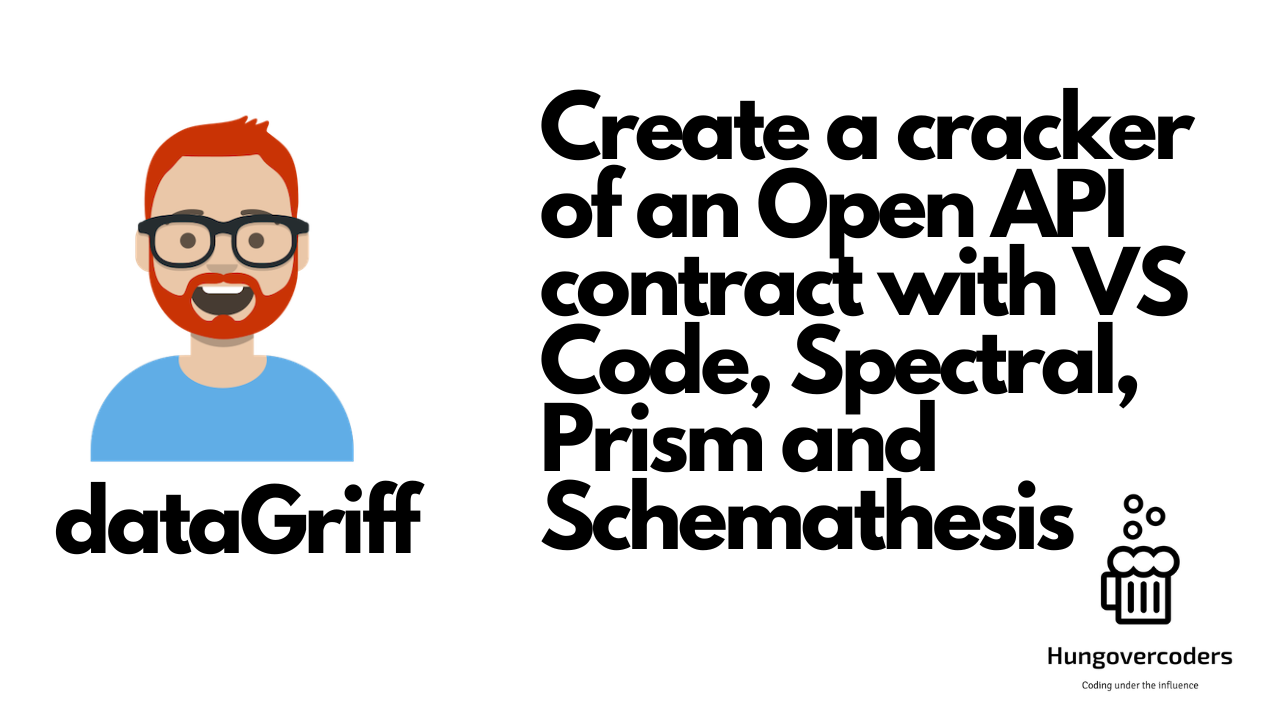 Create a cracker
of an Open API
contract with VS
Code, Spectral,
Prism and
Schemathesis
dataGriff
Hungovercoders
Coding under the influence